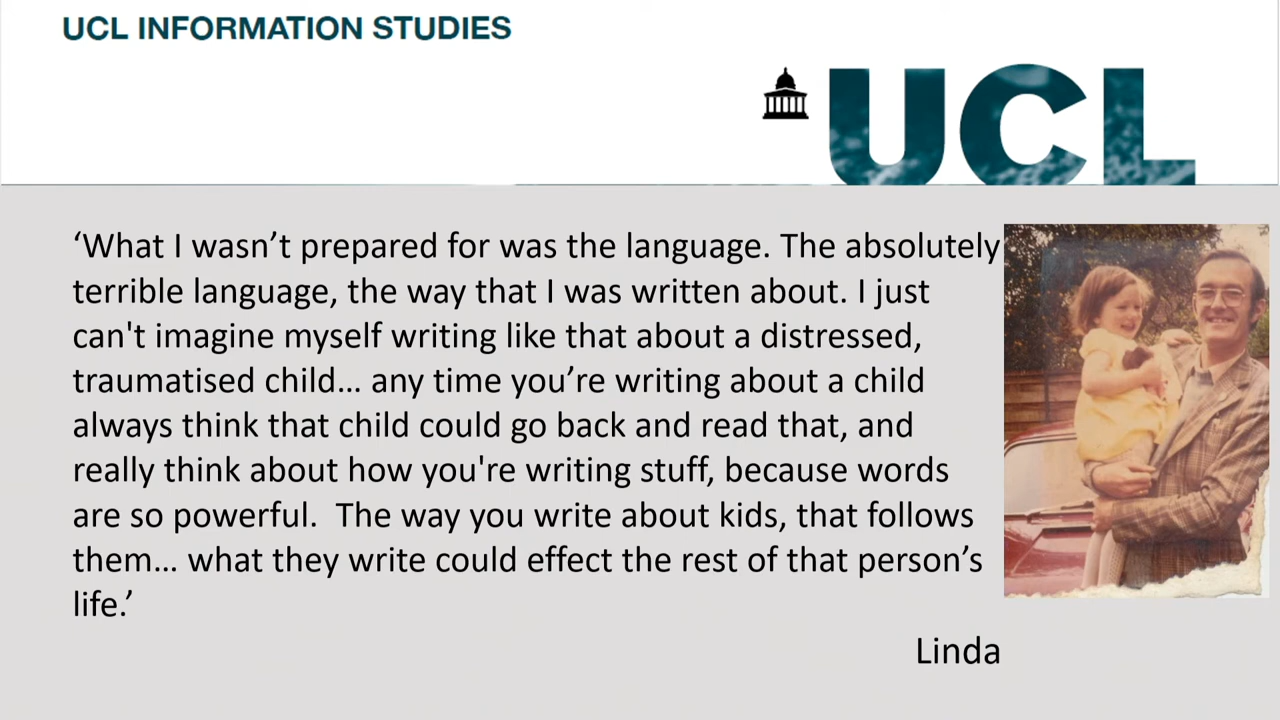 UCL INFORMATION STUDIES
UCL
‘What I wasn’t prepared for was the language. The absolutely
terrible language, the way that I was written about. I just
can't imagine myself writing like that about a distressed,
traumatised child... any time you’re writing about a child
always think that child could go back and read that, and
really think about how you're writing stuff, because words
are so powerful.  The way you write about kids, that follows
them... what they write could effect the rest of that person’s
life.’
Linda